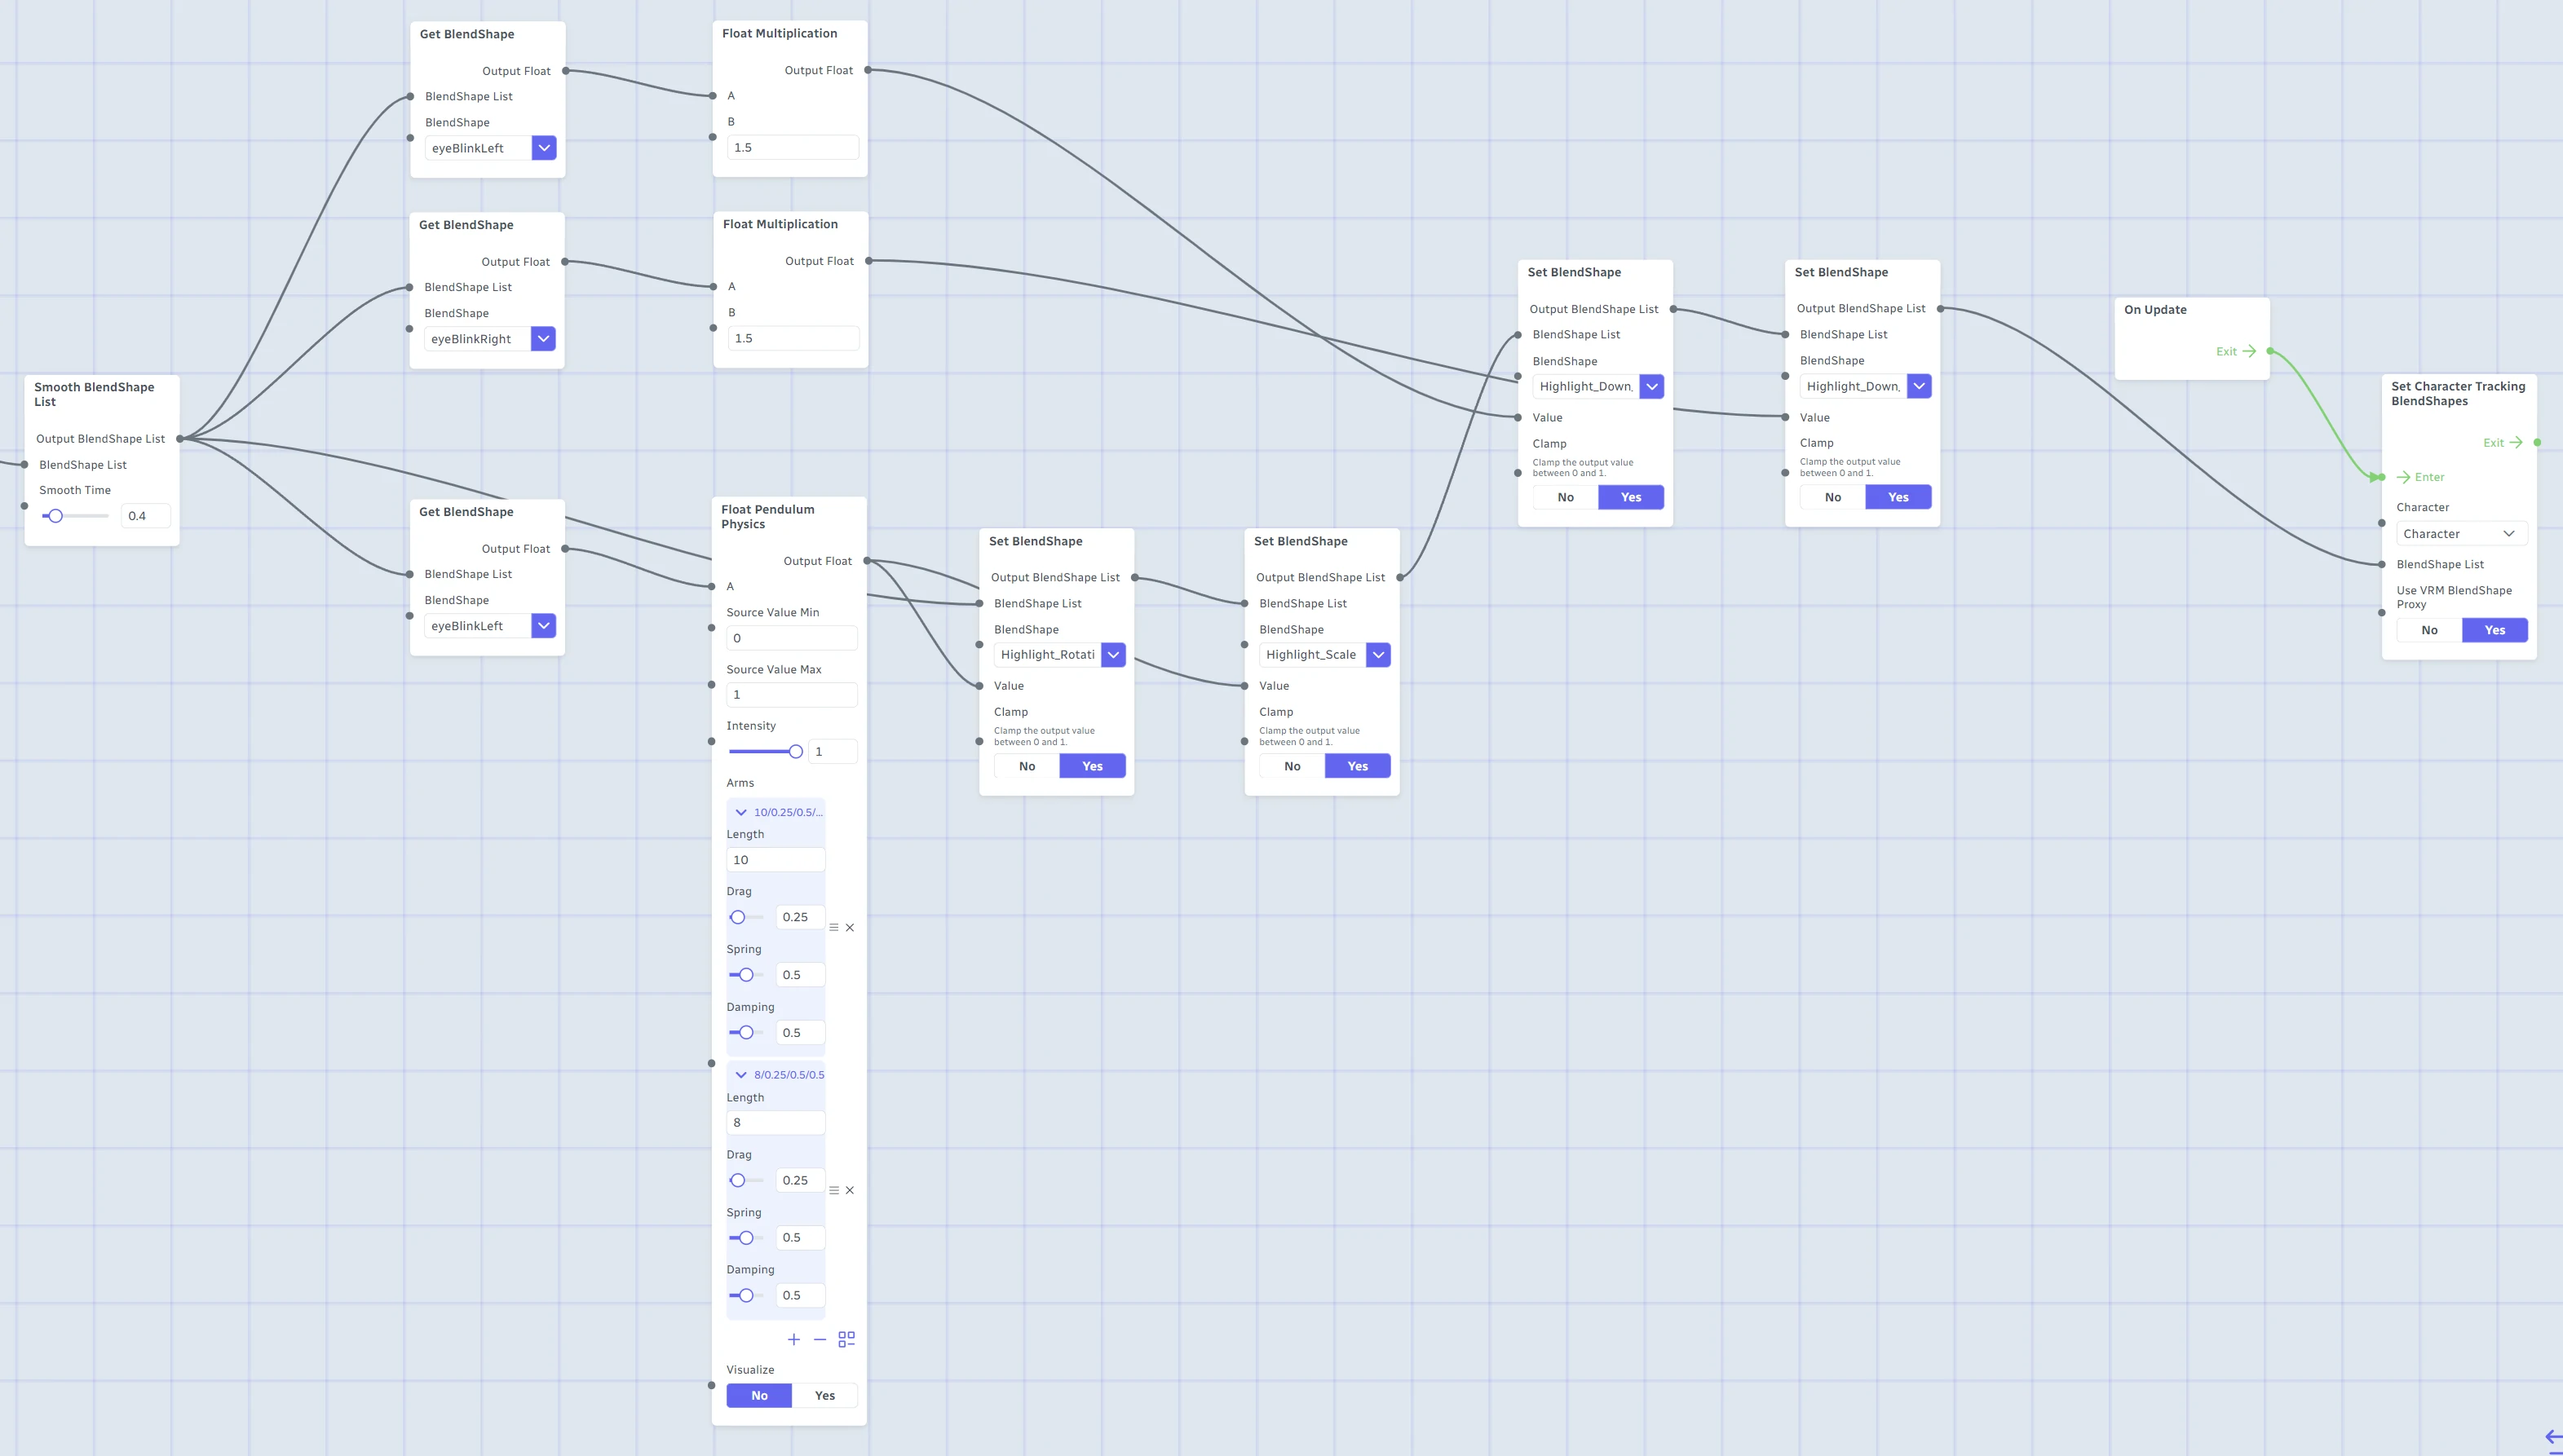 Get BlendShape
Output Float
BlendShape List
BlendShape
eyeBlinkLeft
Float Multiplication
Output Float
A
B
1.5
Get BlendShape
Output Float
BlendShape List
BlendShape
eyeBlinkRight
Float Multiplication
Output Float
A
B
1.5
Smooth BlendShape
List
Output BlendShape List
BlendShape List
Smooth Time
0.4
Get BlendShape
Output Float
BlendShape List
BlendShape
eyeBlinkLeft
Float Pendulum
Physics
Output Float
A
Source Value Min
0
Source Value Max
1
Intensity
1
Arms
10/0.25/0.5/...
Length
10
Drag
0.25
Spring
0.5
Damping
0.5
8/0.25/0.5/0.5
Length
8
Drag
0.25
Spring
0.5
Damping
0.5
Visualize
No Yes
Set BlendShape
Output BlendShape List
BlendShape List
BlendShape
Highlight_Rotati
Value
Clamp
Clamp the output value
between 0 and 1.
No Yes
Set BlendShape
Output BlendShape List
BlendShape List
BlendShape
Highlight_Scale
Value
Clamp
Clamp the output value
between 0 and 1.
No Yes
Set BlendShape
Output BlendShape List
BlendShape List
BlendShape
Highlight_Down.
Value
Clamp
Clamp the output value
between 0 and 1.
No Yes
Set BlendShape
Output BlendShape List
BlendShape List
BlendShape
Highlight_Down.
Value
Clamp
Clamp the output value
between 0 and 1.
No Yes
On Update
Exit
Set Character Tracking
BlendShapes
Exit
Enter
Character
Character
BlendShape List
Use VRM BlendShape
Proxy
No Yes